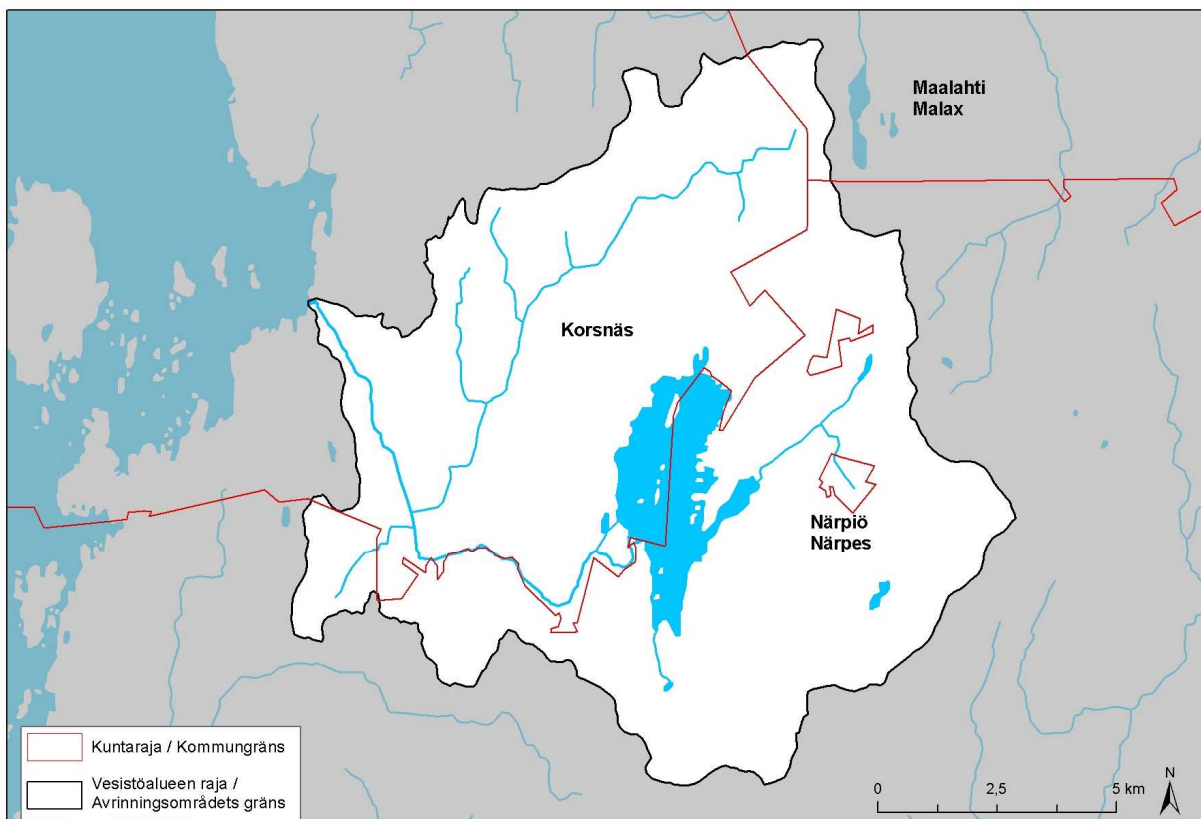 Maalahti
Malax
Korsnäs
Närpiö
Närpes
Kuntaraja / Kommungräns
Vesistöalueen raja /
Avrinningsområdets gräns
N
0 2,5 5 km